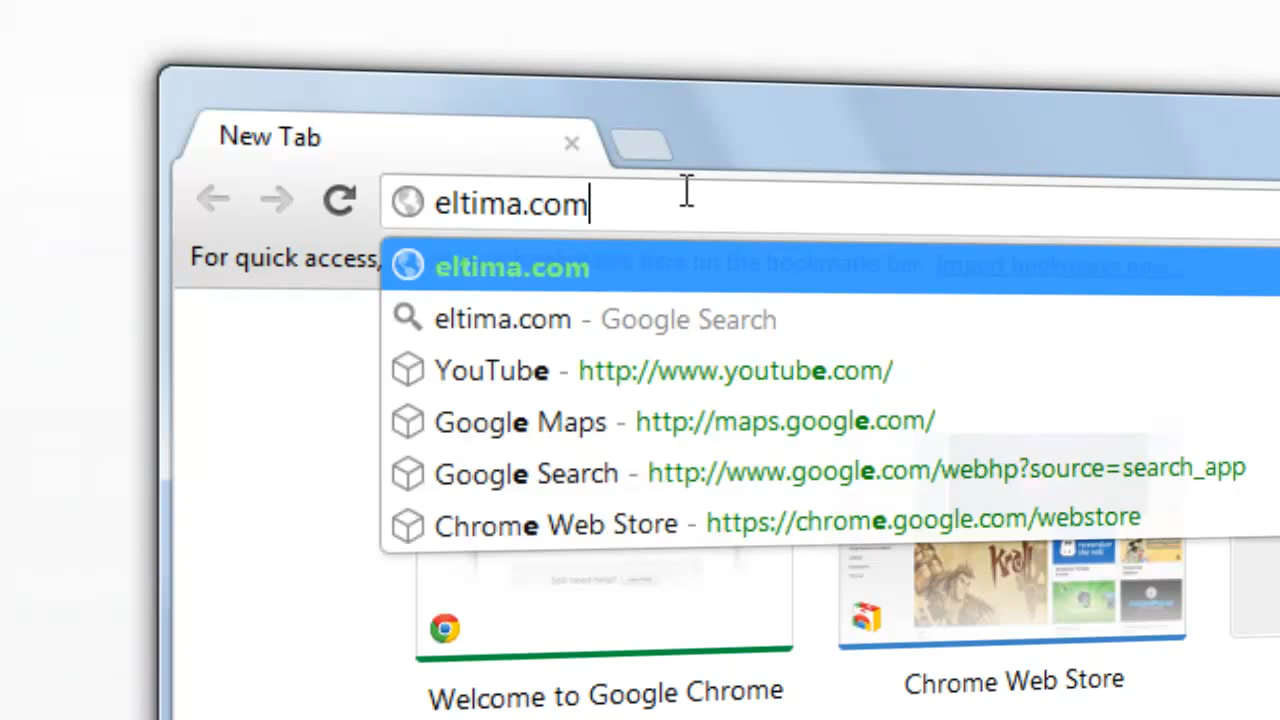 New Tab
eltima.com
For quick access,
eltima.com
eltima.com - Google Search
YouTube - http://www.youtube.com/
Google Maps - http://maps.google.com/
Google Search - http://www.google.com/webhp?source=search_app
Chrome Web Store - https://chrome.google.com/webstore
Kroll
Welcome to Google Chrome
Chrome Web Store